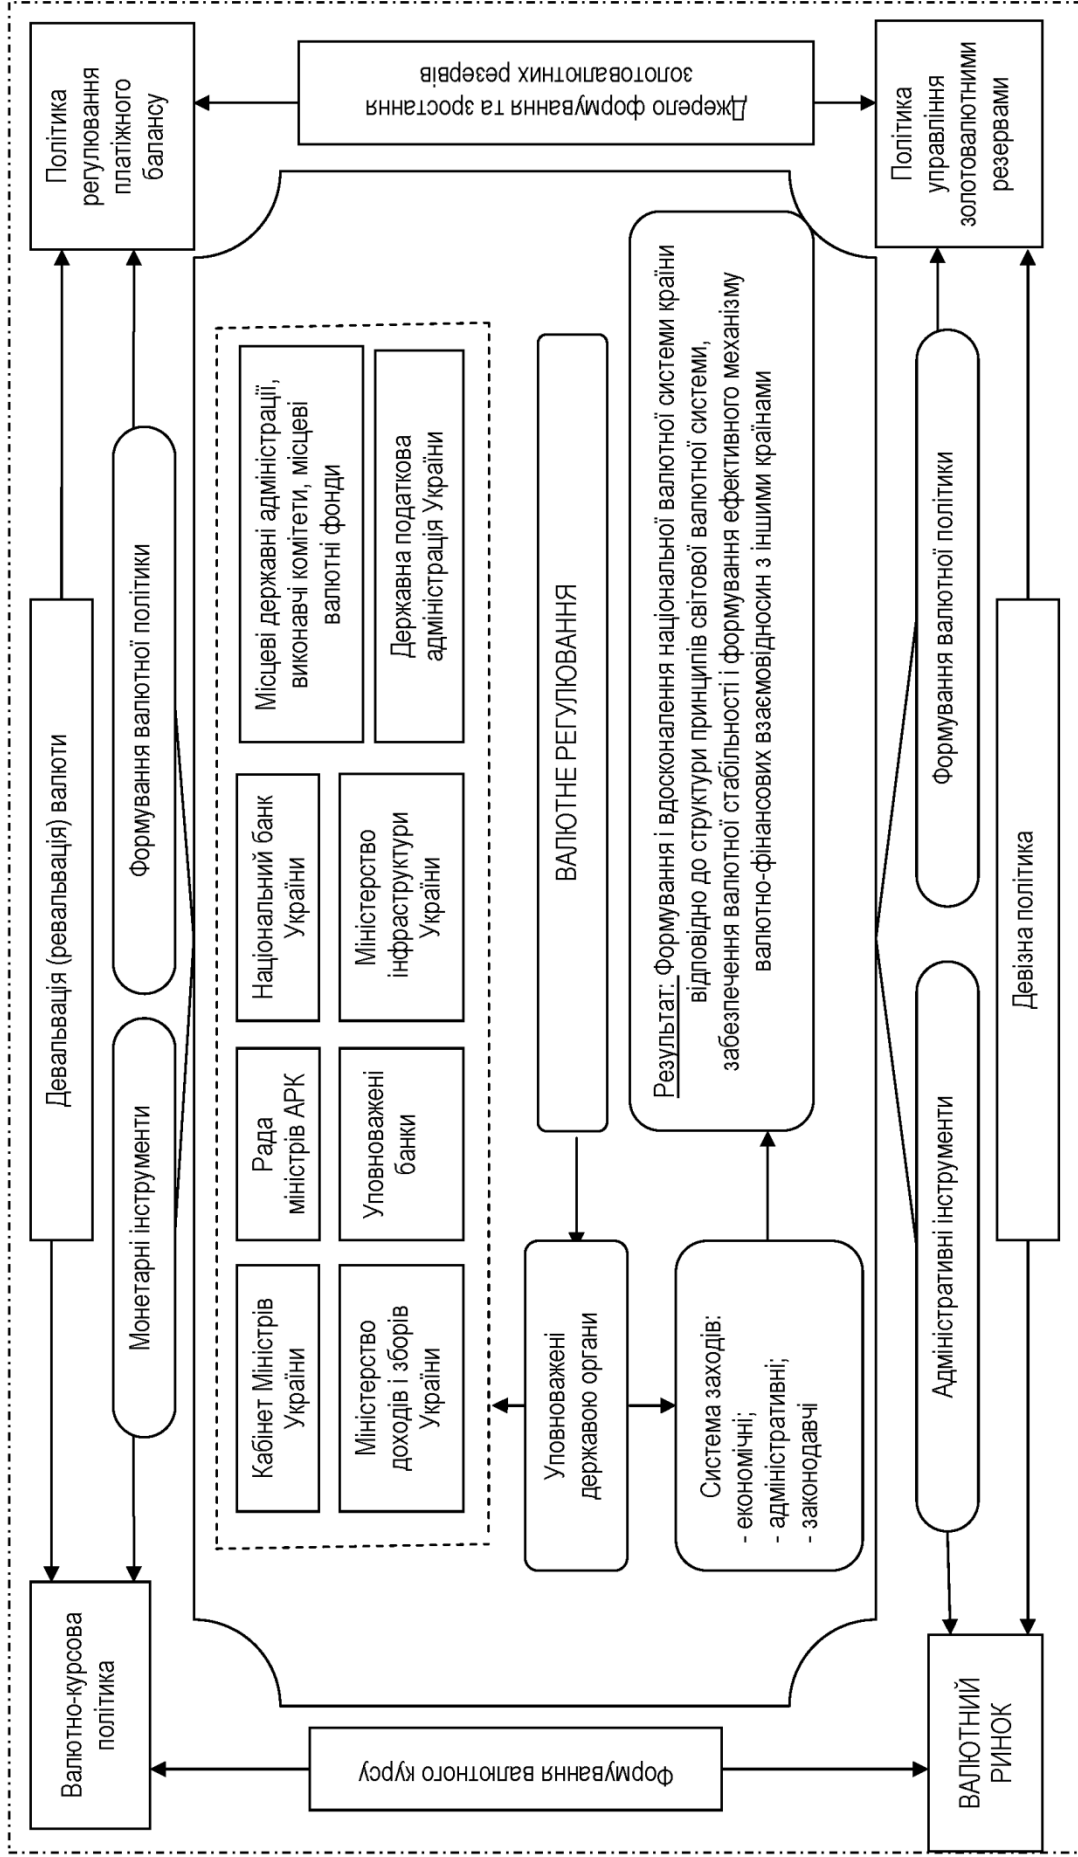 Валютно-курсова
політика
Девальвація (ревальвація) валюти
Політика
регулювання
платіжного
балансу
Монетарні інструменти
Формування валютної політики
Формування валютного курсу
Кабінет Міністрів
України
Рада
міністрів АРК
Національний банк
України
Місцеві державні адміністрації,
виконавчі комітети, місцеві
валютні фонди
Міністерство
доходів і зборів
України
Уповноважені
банки
Міністерство
інфраструктури
України
Державна податкова
адміністрація України
Джерело формування та зростання
золотовалютних резервів
Уповноважені
державою органи
ВАЛЮТНЕ РЕГУЛЮВАННЯ
Система заходів:
- економічні;
- адміністративні;
- законодавчі
Результат: Формування і вдосконалення національної валютної системи країни
відповідно до структури принципів світової валютної системи,
забезпечення валютної стабільності і формування ефективного механізму
валютно-фінансових взаємовідносин з іншими країнами
Адміністративні інструменти
Формування валютної політики
ВАЛЮТНИЙ
РИНОК
Девізна політика
Політика
управління
золотовалютними
резервами